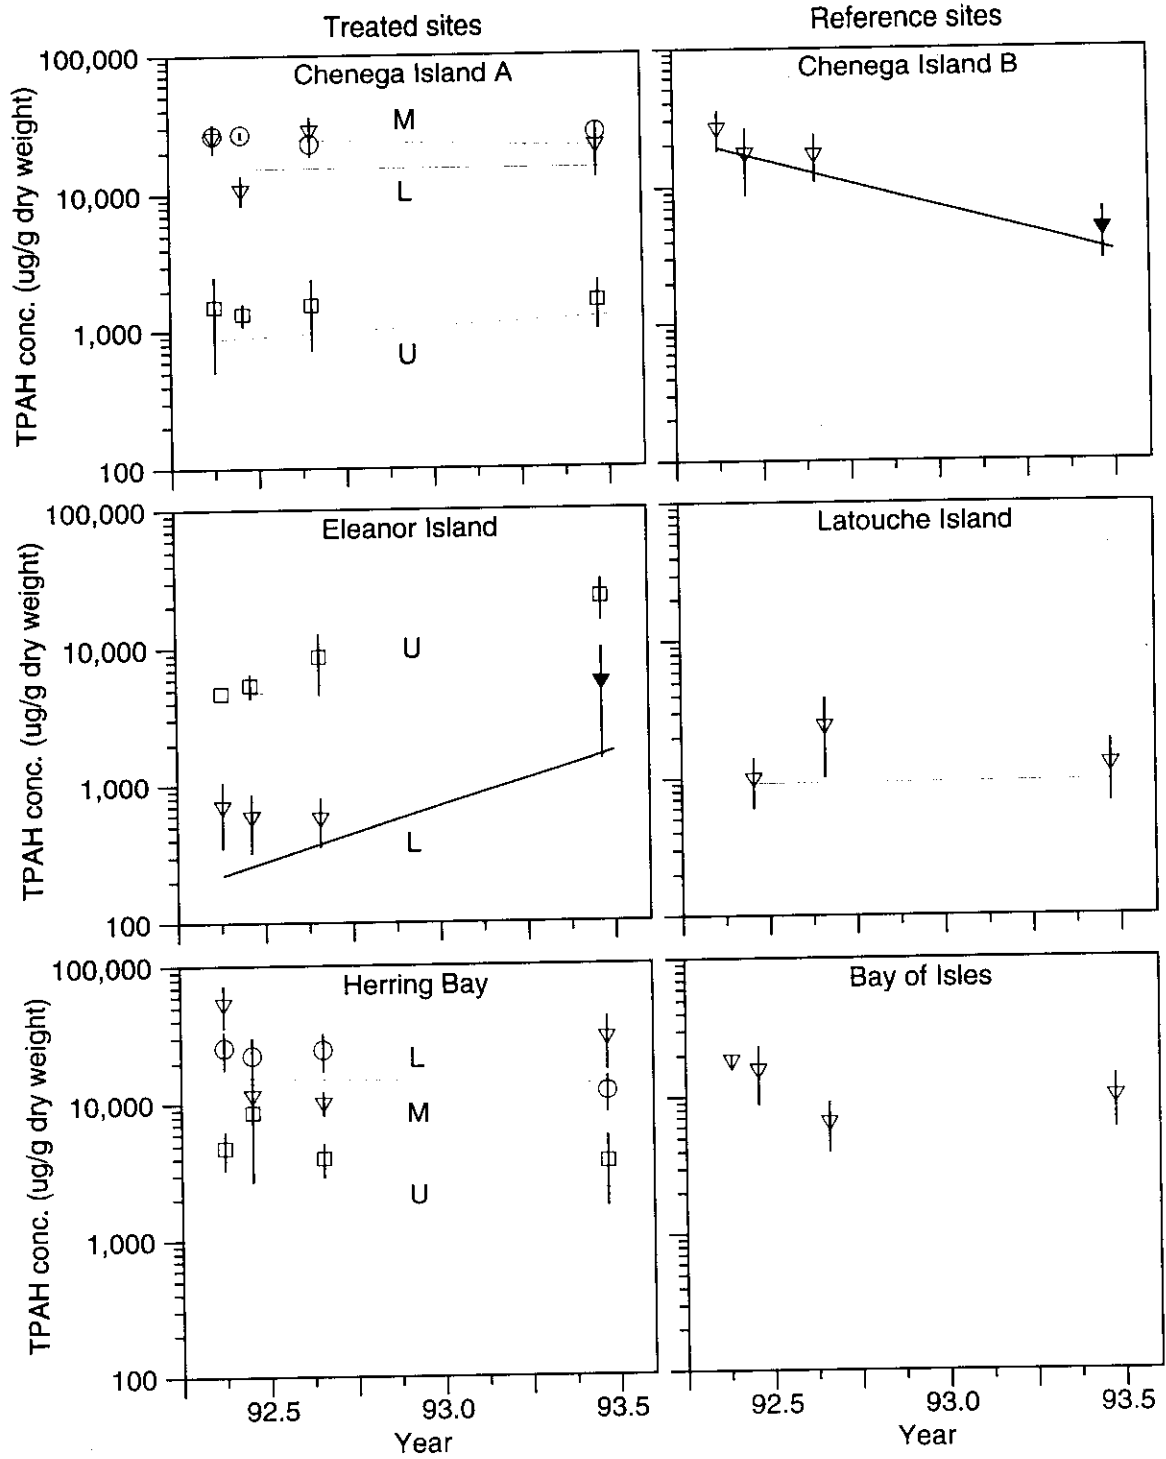 Treated sites
Reference sites
100,000
10,000
1,000
100
TPAH conc. (ug/g dry weight)
Chenega Island A
M
L
U
Chenega Island B
100,000
10,000
1,000
100
TPAH conc. (ug/g dry weight)
Eleanor Island
U
L
Latouche Island
100,000
10,000
1,000
100
TPAH conc. (ug/g dry weight)
Herring Bay
L
M
U
Bay of Isles
92.5
93.0
93.5
92.5
93.0
93.5
Year
Year